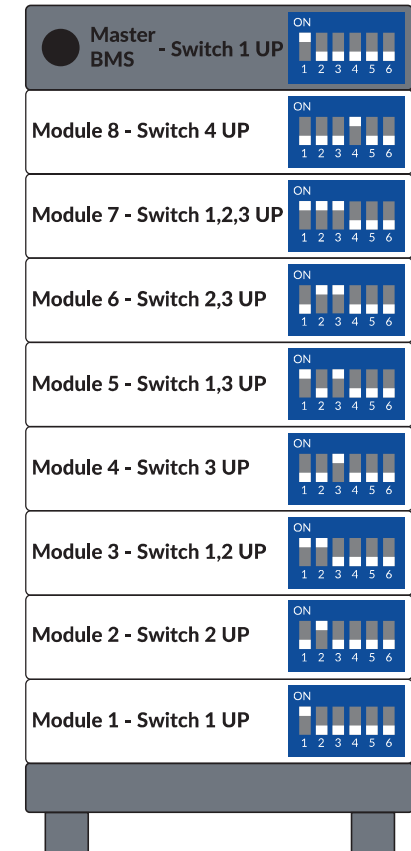 Master BMS - Switch 1 UP
ON
1 2 3 4 5 6
Module 8 - Switch 4 UP
ON
1 2 3 4 5 6
Module 7 - Switch 1,2,3 UP
ON
1 2 3 4 5 6
Module 6 - Switch 2,3 UP
ON
1 2 3 4 5 6
Module 5 - Switch 1,3 UP
ON
1 2 3 4 5 6
Module 4 - Switch 3 UP
ON
1 2 3 4 5 6
Module 3 - Switch 1,2 UP
ON
1 2 3 4 5 6
Module 2 - Switch 2 UP
ON
1 2 3 4 5 6
Module 1 - Switch 1 UP
ON
1 2 3 4 5 6